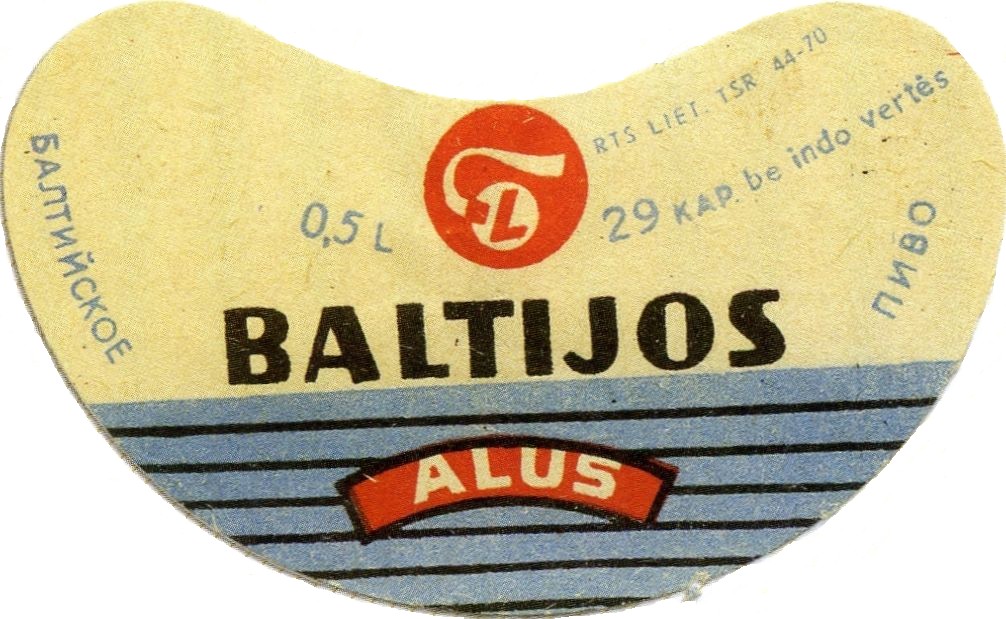 БАЛТИЙСКОЕ
0,5 L
RTS LIET. TSR 44-70
29 KAP. be indo vertės
ПИВО
BALTIJOS
ALUS